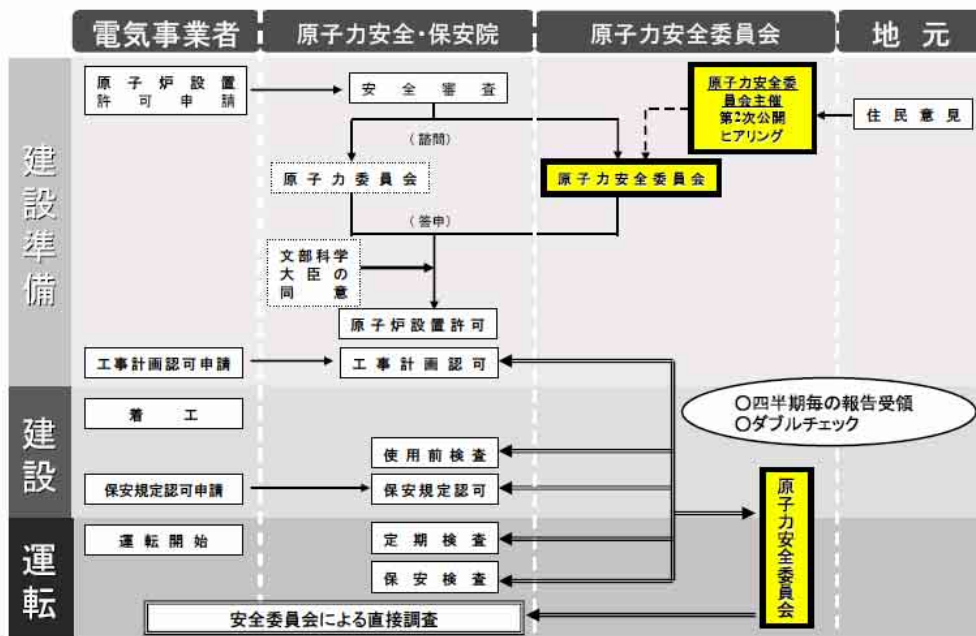 電気事業者
原子力安全・保安院
原子力安全委員会
地元
建設準備
原子炉設置
許可申請
安全審査
原子力安全委
員会主催
第2次公開
ヒアリング
住民意見
（諮問）
原子力委員会
原子力安全委員会
（答申）
文部科学
大臣の
同意
原子炉設置許可
工事計画認可申請
工事計画認可
建設
着工
○四半期毎の報告受領
○ダブルチェック
使用前検査
保安規定認可申請
保安規定認可
原子力安全委員会
運転
運転開始
定期検査
保安検査
安全委員会による直接調査